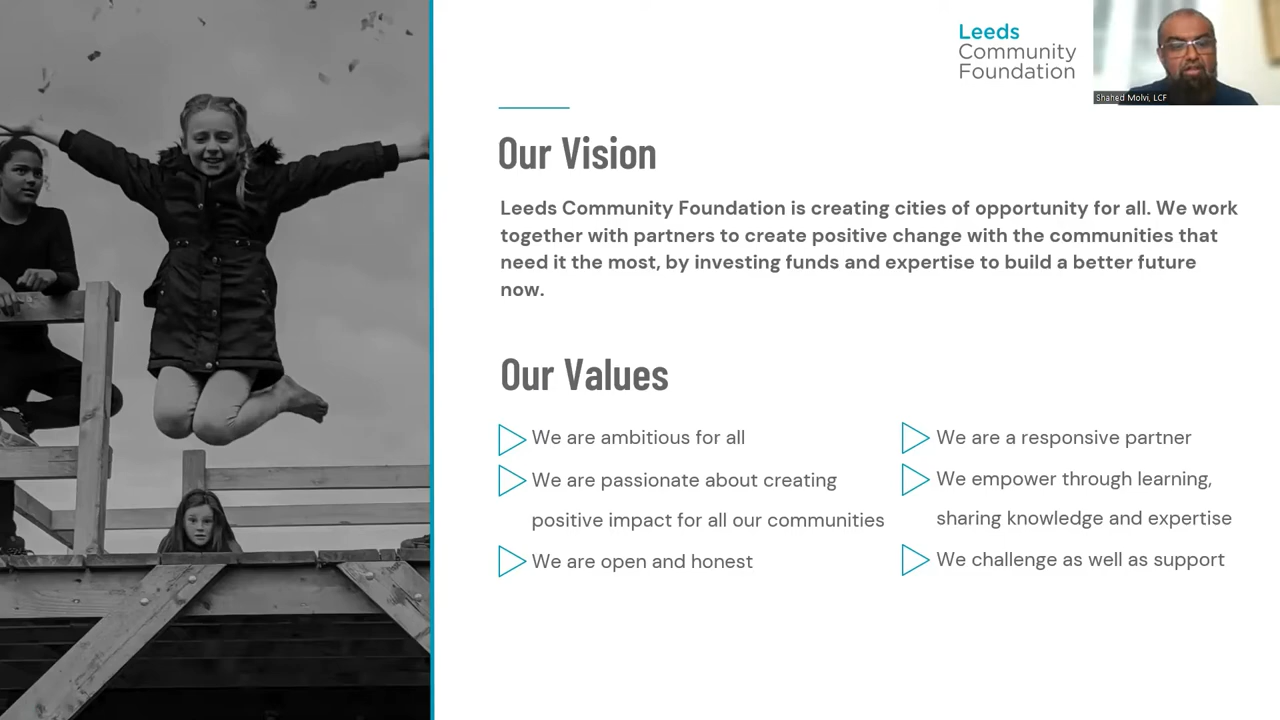 Leeds
Community
Foundation
Shahed Molvi, LCF
Our Vision
Leeds Community Foundation is creating cities of opportunity for all. We work
together with partners to create positive change with the communities that
need it the most, by investing funds and expertise to build a better future
now.
Our Values
We are ambitious for all
We are passionate about creating
positive impact for all our communities
We are open and honest
We are a responsive partner
We empower through learning,
sharing knowledge and expertise
We challenge as well as support